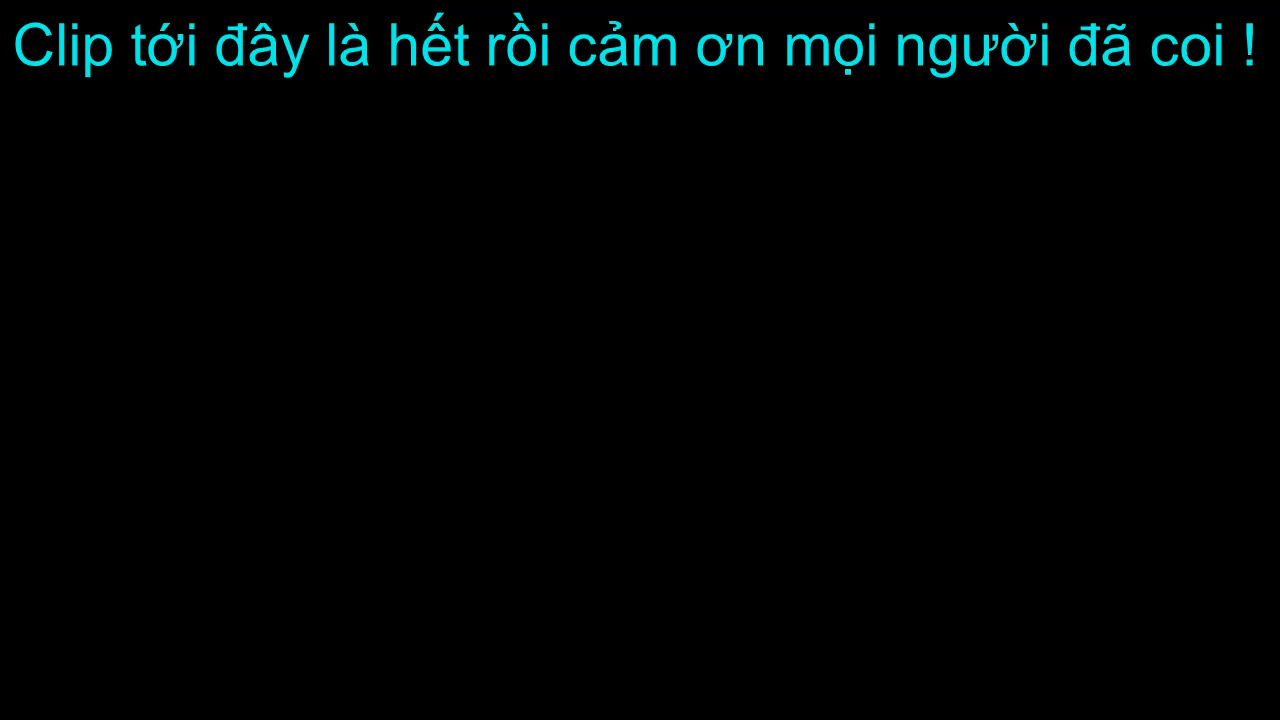 Clip tới đây là hết rồi cảm ơn mọi người đã coi !